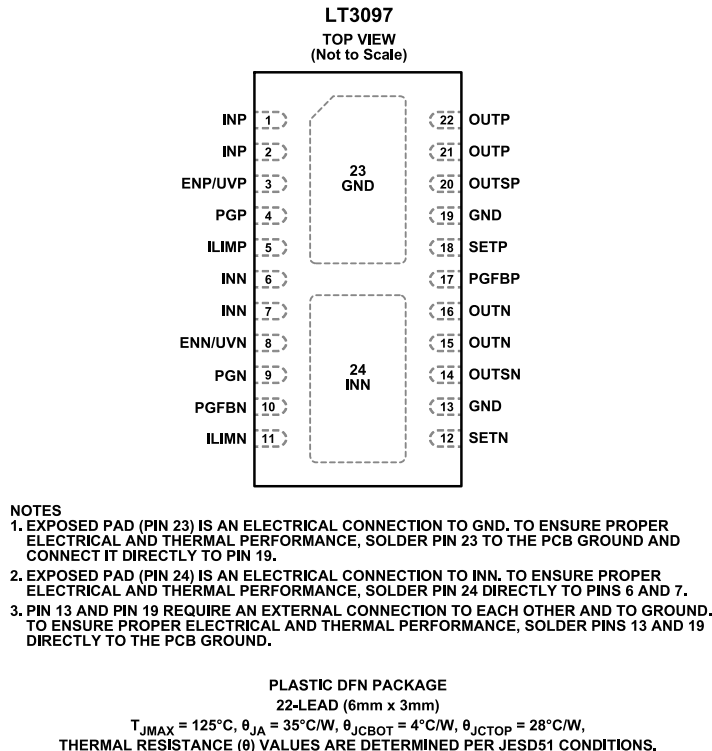 LT3097
TOP VIEW
(Not to Scale)
INP 1
INP 2
ENP/UVP 3
PGP 4
ILIMP 5
INN 6
INN 7
ENN/UVN 8
PGN 9
PGFBN 10
ILIMN 11
23
GND
24
INN
22 OUTP
21 OUTP
20 OUTSP
19 GND
18 SETP
17 PGFBP
16 OUTN
15 OUTN
14 OUTSN
13 GND
12 SETN
NOTES
1. EXPOSED PAD (PIN 23) IS AN ELECTRICAL CONNECTION TO GND. TO ENSURE PROPER
ELECTRICAL AND THERMAL PERFORMANCE, SOLDER PIN 23 TO THE PCB GROUND AND
CONNECT IT DIRECTLY TO PIN 19.
2. EXPOSED PAD (PIN 24) IS AN ELECTRICAL CONNECTION TO INN. TO ENSURE PROPER
ELECTRICAL AND THERMAL PERFORMANCE, SOLDER PIN 24 DIRECTLY TO PINS 6 AND 7.
3. PIN 13 AND PIN 19 REQUIRE AN EXTERNAL CONNECTION TO EACH OTHER AND TO GROUND.
TO ENSURE PROPER ELECTRICAL AND THERMAL PERFORMANCE, SOLDER PINS 13 AND 19
DIRECTLY TO THE PCB GROUND.
PLASTIC DFN PACKAGE
22-LEAD (6mm x 3mm)
TJMAX = 125°C, θJA = 35°C/W, θJCBOT = 4°C/W, θJCTOP = 28°C/W,
THERMAL RESISTANCE (θ) VALUES ARE DETERMINED PER JESD51 CONDITIONS.